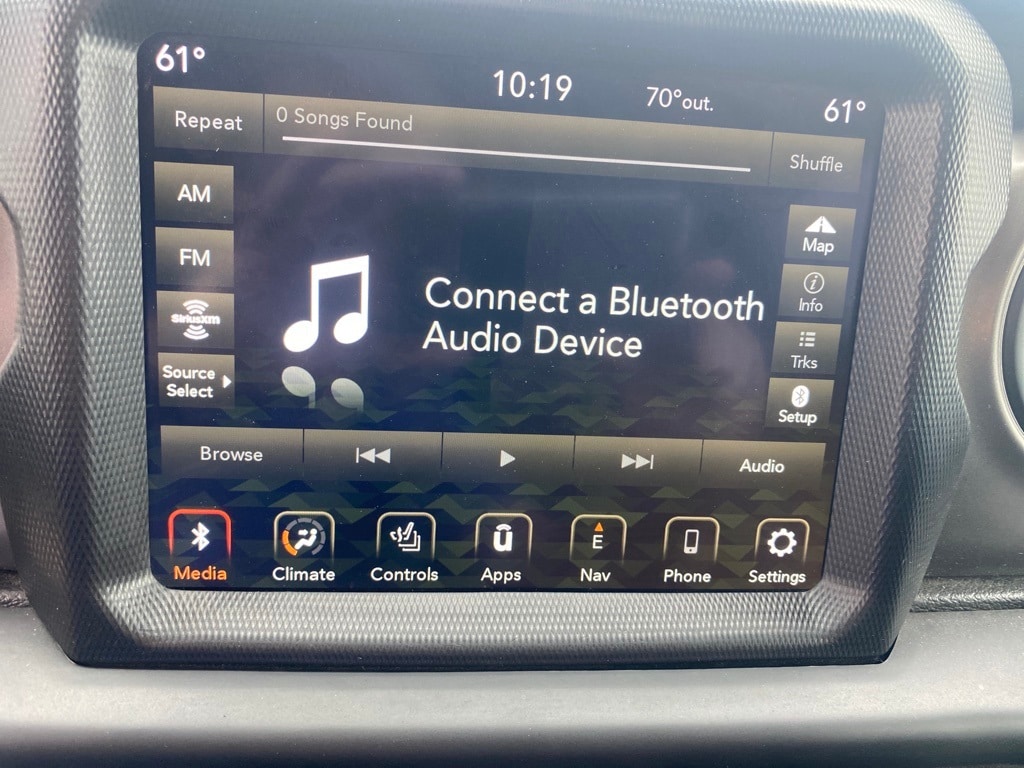 61°
10:19
70°out.
61°
Repeat
0 Songs Found
Shuffle
AM
FM
SiriusXM
Source
Select
Connect a Bluetooth
Audio Device
Map
Info
Trks
Setup
Browse
Audio
E
Media
Climate
Controls
Apps
Nav
Phone
Settings